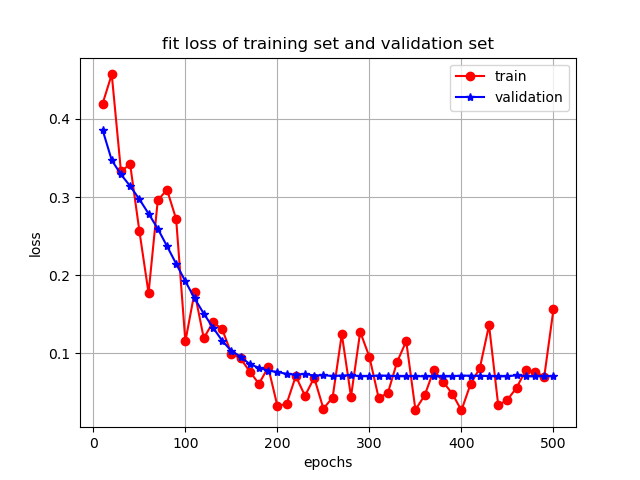 fit loss of training set and validation set
train
validation
0.4
0.3
0.2
0.1
loss
0
100
200
300
400
500
epochs